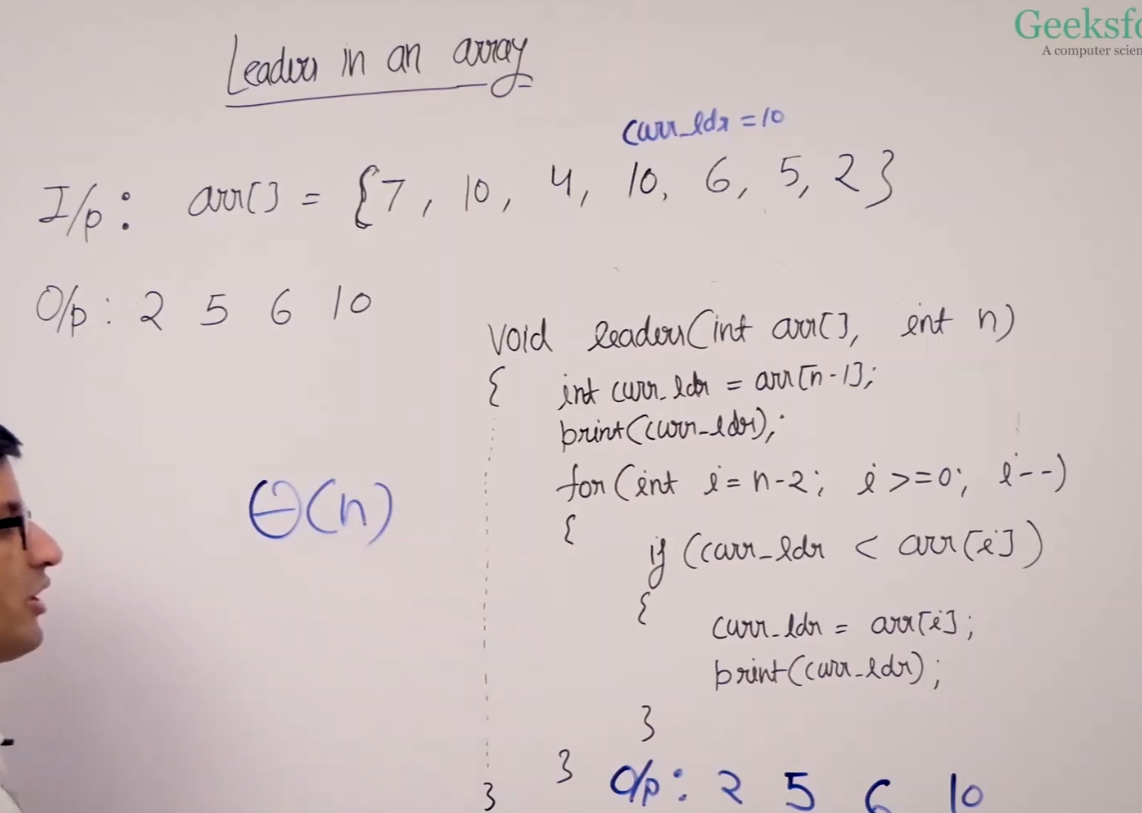 Geeksfo
A computer scien
Leaders in an array
curr_ldr = 10
I/p: arr[] = {7, 10, 4, 10, 6, 5, 2}
O/p: 2 5 6 10
void leaders(int arr[], int n)
{ int curr_ldr = arr[n-1];
print(curr_ldr);
for(int i=n-2; i>=0; i--)
{
if (curr_ldr < arr[i])
{
curr_ldr = arr[i];
print(curr_ldr);
}
}
}
Θ(n)
O/p: 2 5 6 10